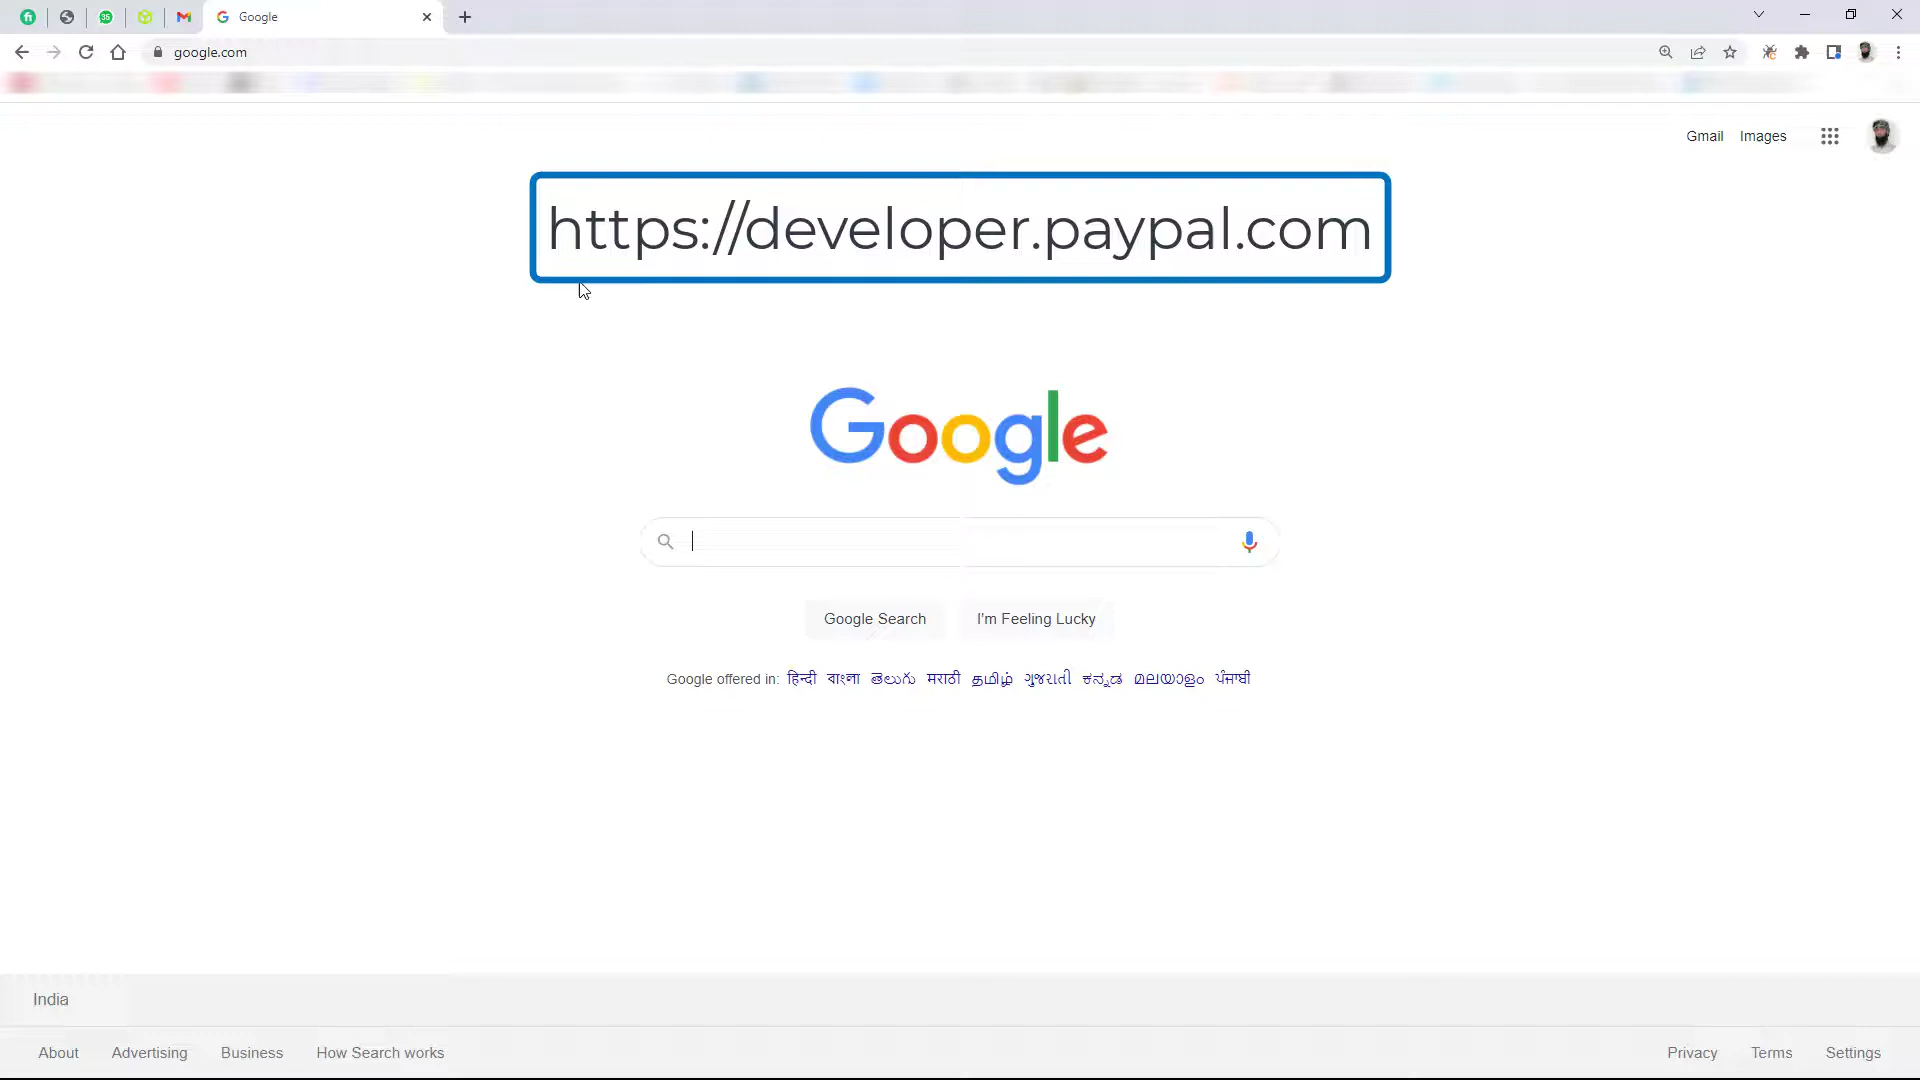 Google
google.com
Gmail Images
https://developer.paypal.com
Google
Google Search I'm Feeling Lucky
Google offered in: हिन्दी বাংলা తెలుగు मराठी தமிழ் ગુજરાતી ಕನ್ನಡ മലയാളം ਪੰਜਾਬੀ
India
About Advertising Business How Search works Privacy Terms Settings